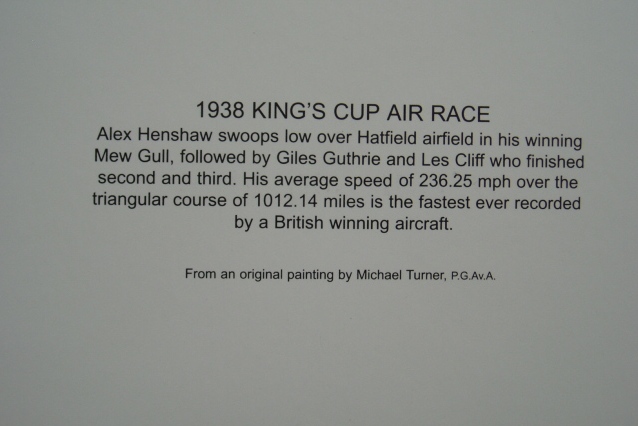 1938 KING'S CUP AIR RACE
Alex Henshaw swoops low over Hatfield airfield in his winning
Mew Gull, followed by Giles Guthrie and Les Cliff who finished
second and third. His average speed of 236.25 mph over the
triangular course of 1012.14 miles is the fastest ever recorded
by a British winning aircraft.
From an original painting by Michael Turner, P.G.Av.A.